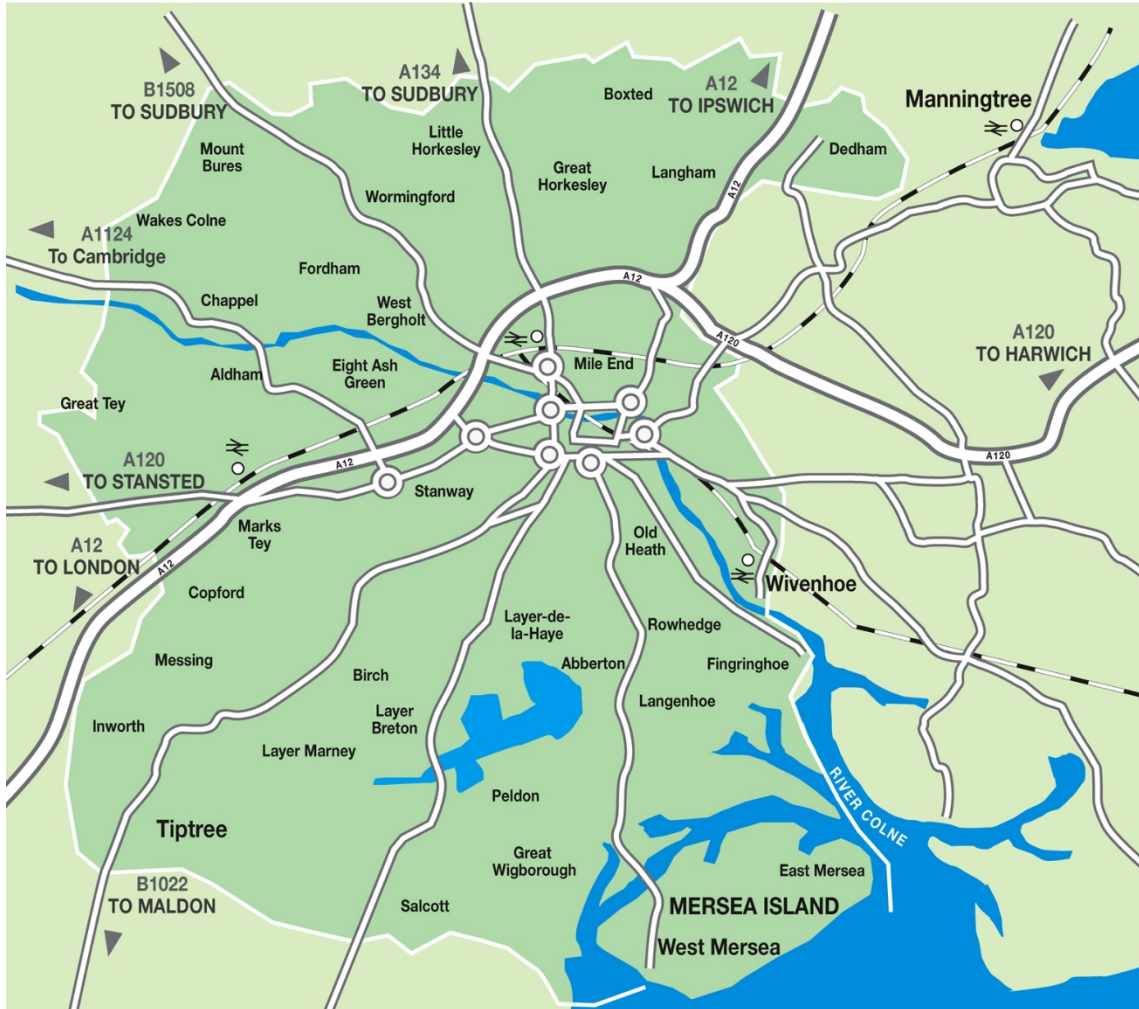 B1508
TO SUDBURY
A134
TO SUDBURY
Boxted
A12
TO IPSWICH
Manningtree
Mount
Bures
Little
Horkesley
Great
Horkesley
Langham
Dedham
Wormingford
A12
Wakes Colne
A1124
To Cambridge
Fordham
A12
Chappel
West
Bergholt
A120
A120
TO HARWICH
Aldham
Eight Ash
Green
Mile End
Great Tey
A120
TO STANSTED
A12
A120
Stanway
Marks
Tey
Old
Heath
A12
TO LONDON
A12
Wivenhoe
Copford
Layer-de-
la-Haye
Rowhedge
Messing
Birch
Abberton
Fingringhoe
Langenhoe
Inworth
Layer
Breton
Layer Marney
Peldon
RIVER COLNE
Tiptree
Great
Wigborough
East Mersea
B1022
TO MALDON
Salcott
MERSEA ISLAND
West Mersea